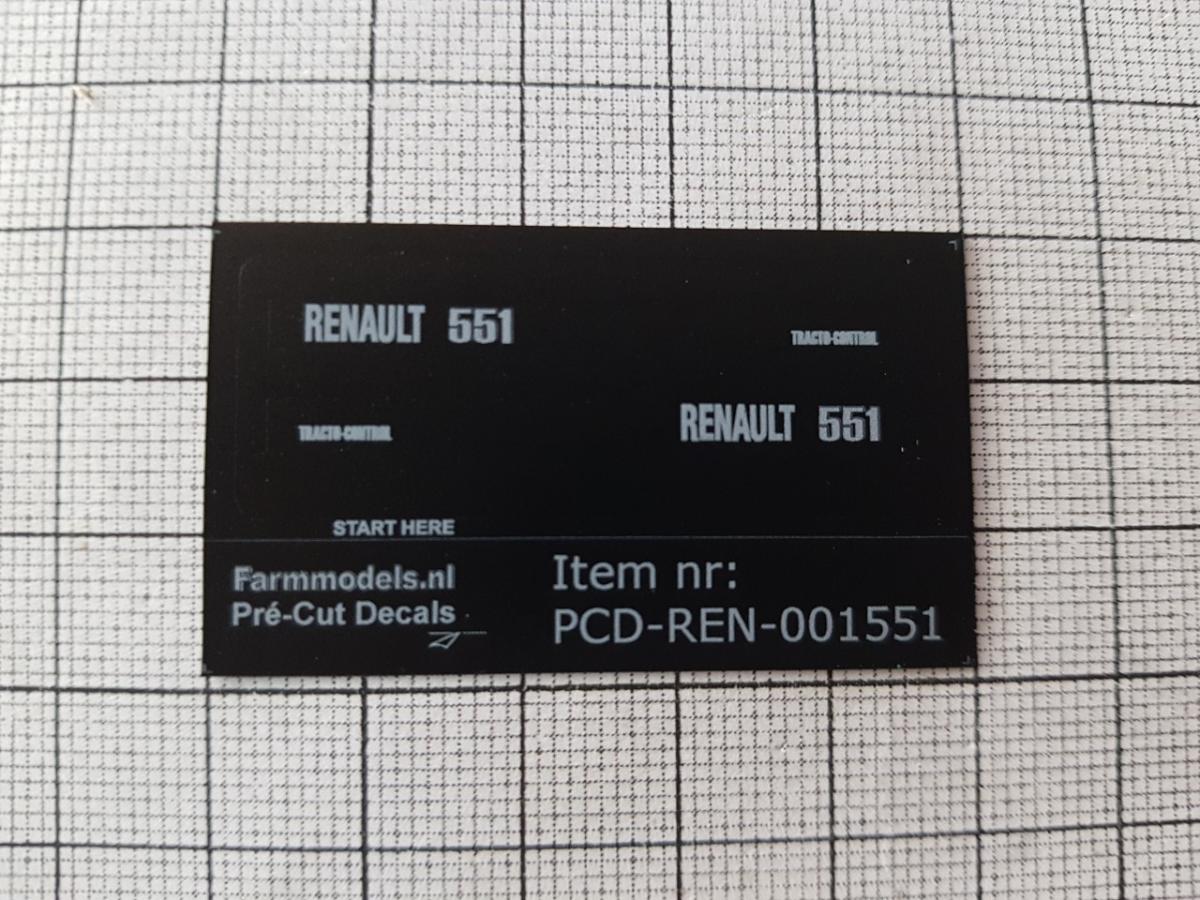 RENAULT 551
TRACTO-CONTROL
TRACTO-CONTROL
RENAULT 551
START HERE
Farmmodels.nl
Pré-Cut Decals
Item nr:
PCD-REN-001551